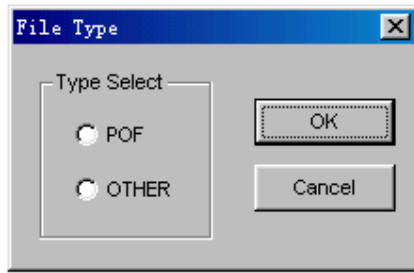 File Type
Type Select
POF
OTHER
OK
Cancel